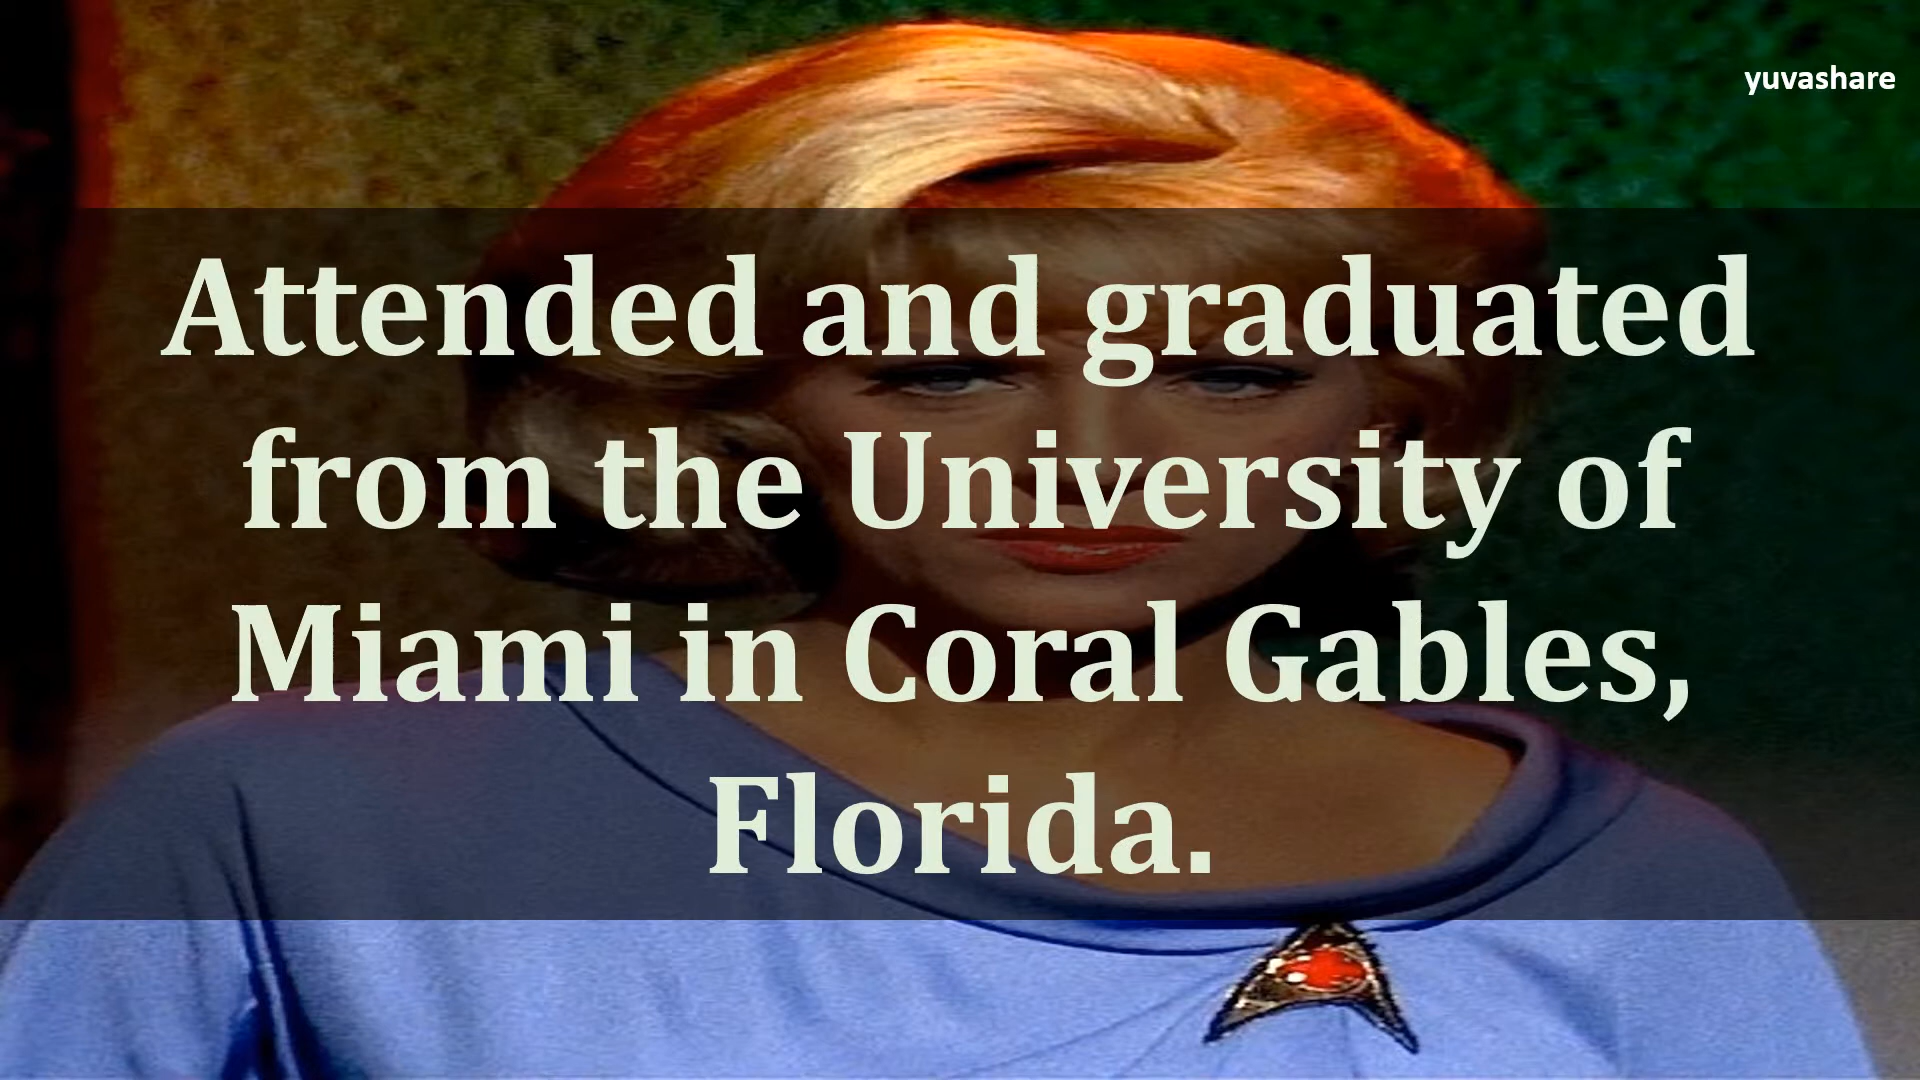 yuvashare
Attended and graduated
from the University of
Miami in Coral Gables,
Florida.